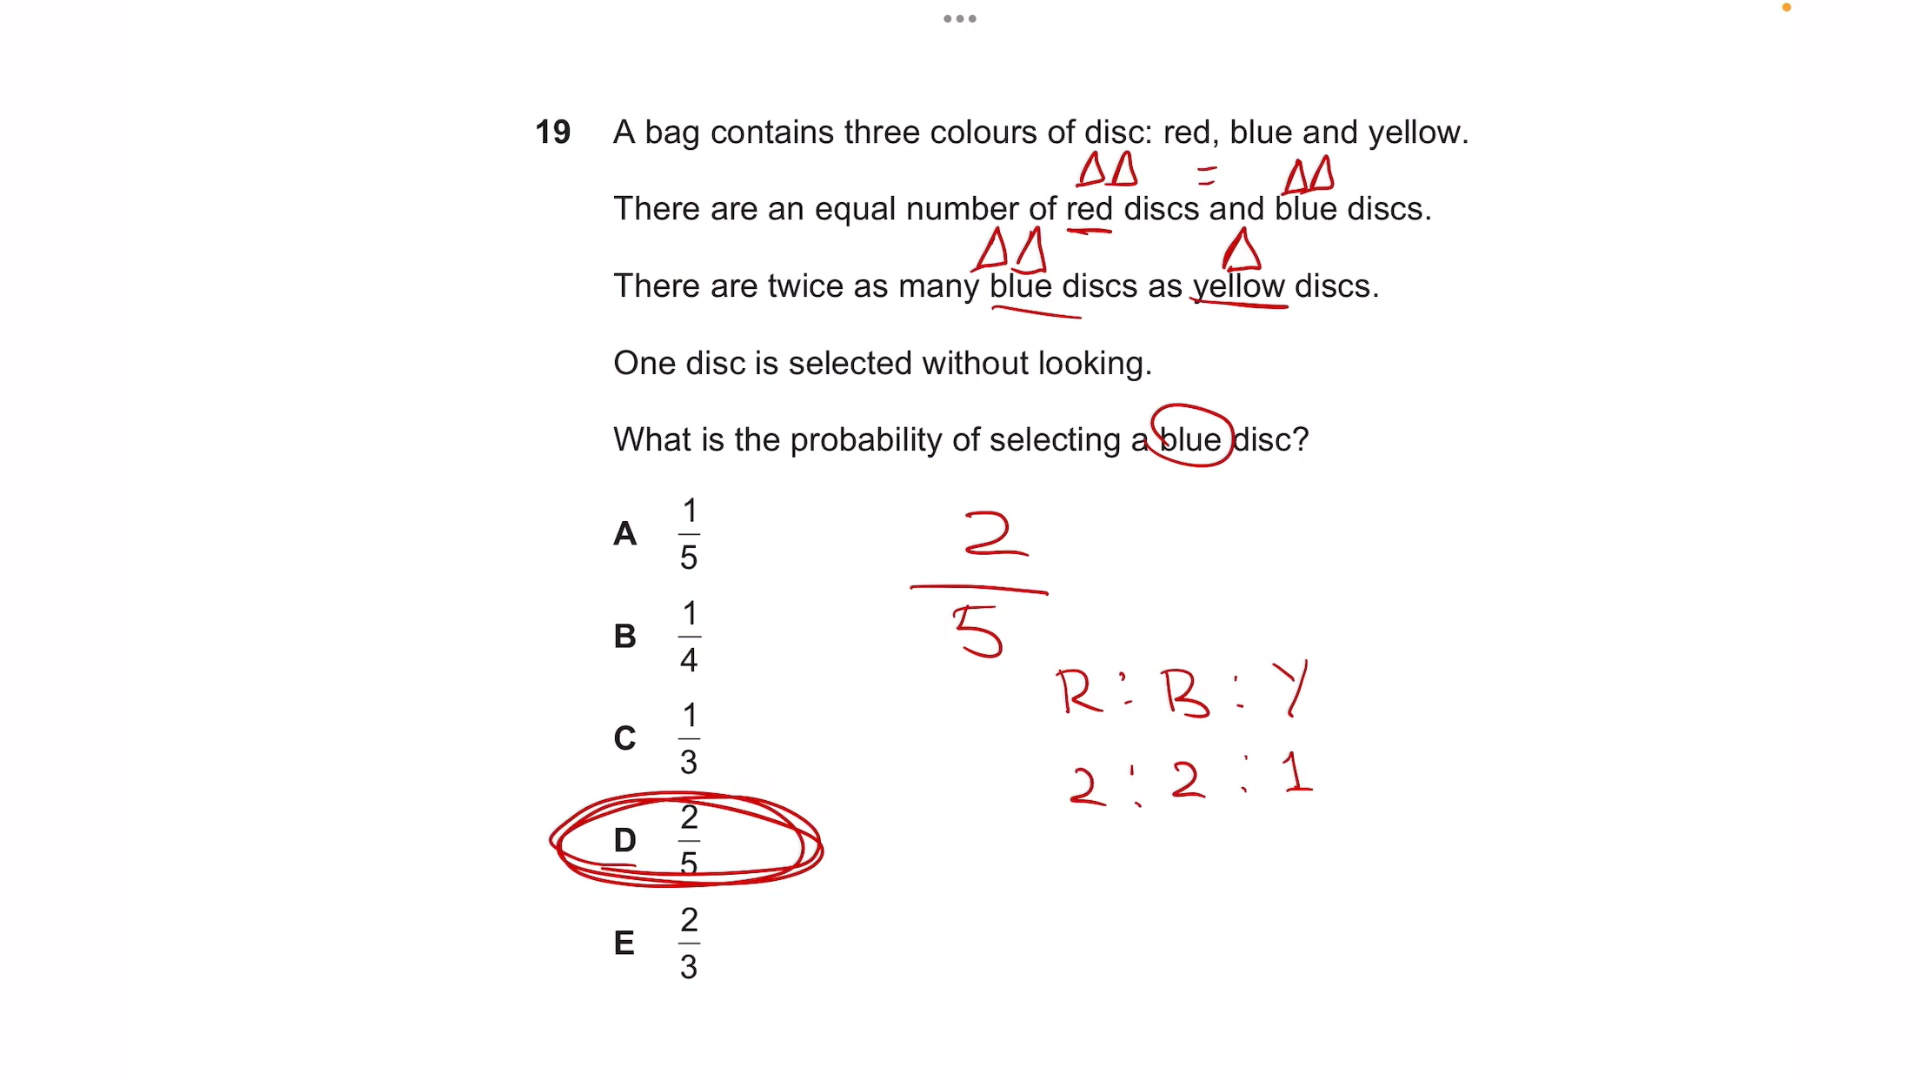 19 A bag contains three colours of disc: red, blue and yellow.
ΔΔ = ΔΔ
There are an equal number of red discs and blue discs.
ΔΔ Δ
There are twice as many blue discs as yellow discs.
One disc is selected without looking.
What is the probability of selecting a blue disc?
A 1/5
B 1/4
C 1/3
D 2/5
E 2/3
2/5
R : B : Y
2 : 2 : 1